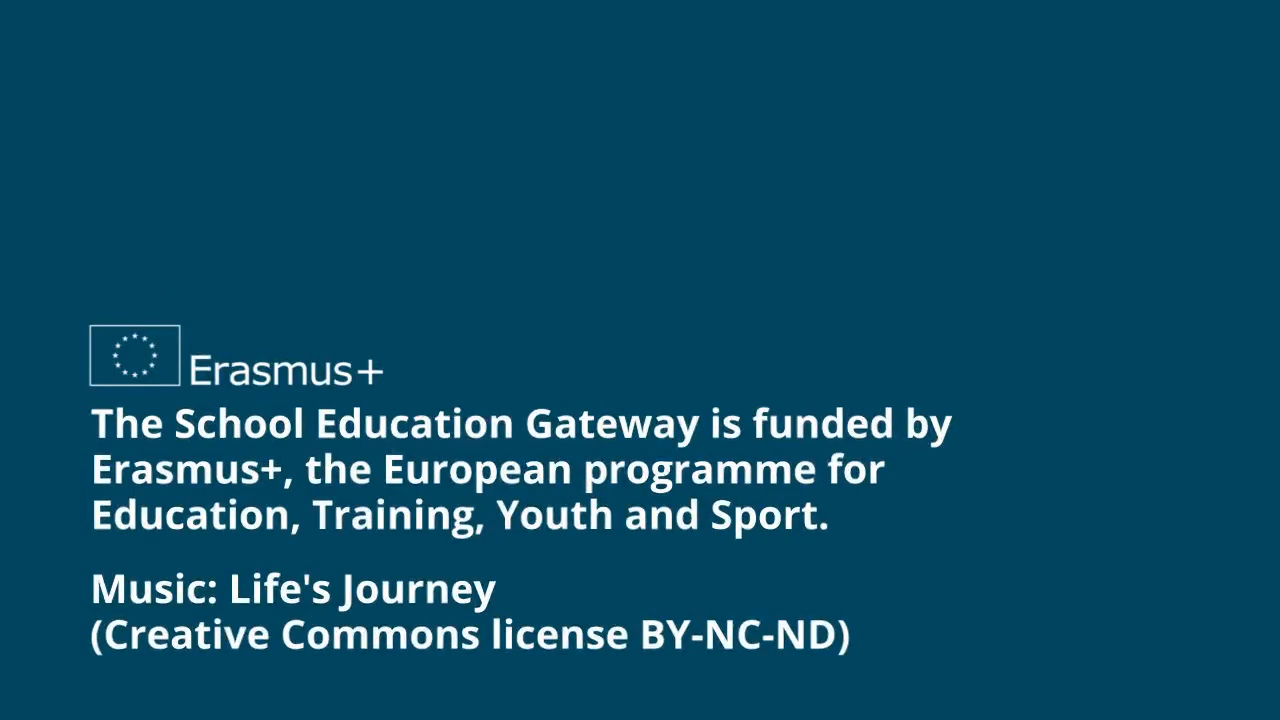 Erasmus+
The School Education Gateway is funded by
Erasmus+, the European programme for
Education, Training, Youth and Sport.
Music: Life's Journey
(Creative Commons license BY-NC-ND)